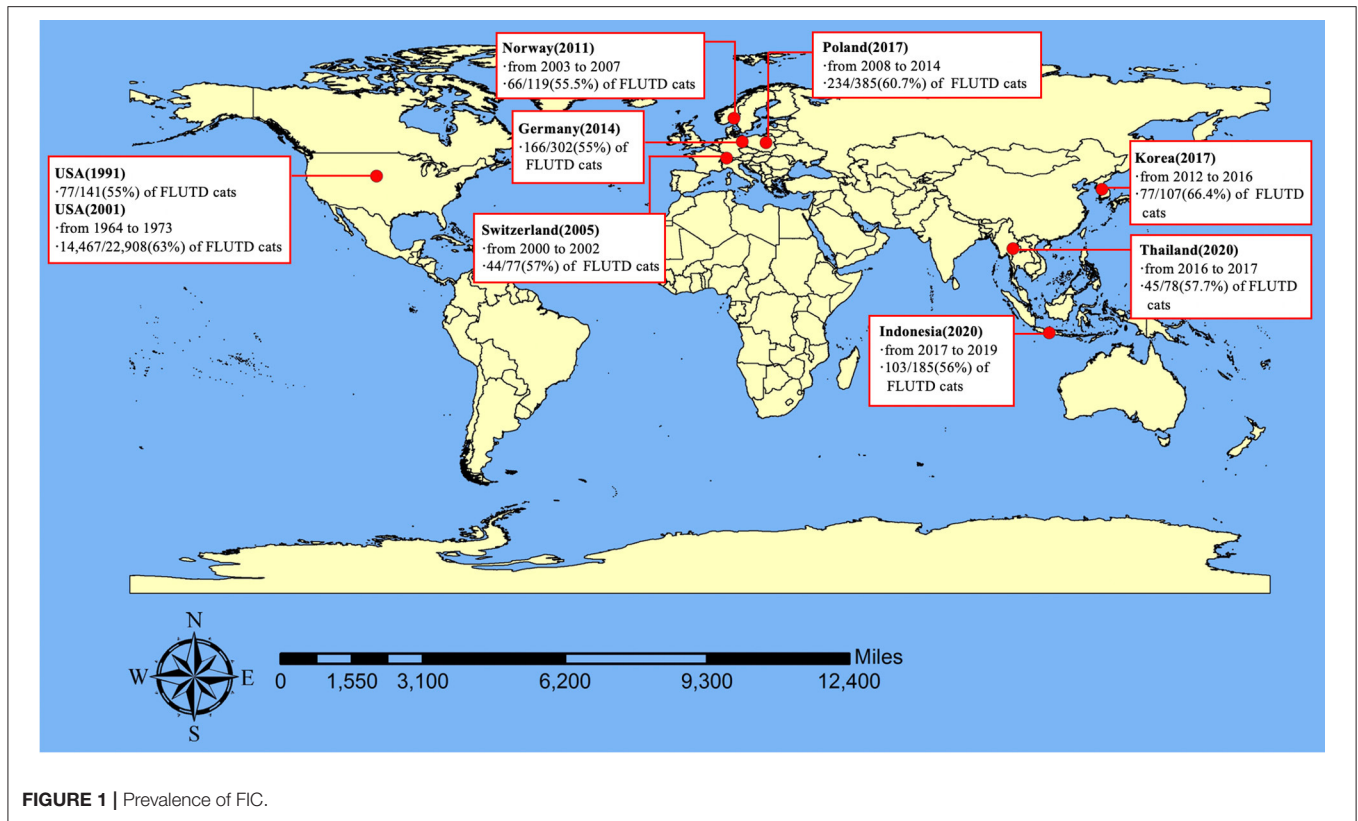 Norway(2011)
·from 2003 to 2007
·66/119(55.5%) of FLUTD cats
Poland(2017)
·from 2008 to 2014
·234/385(60.7%) of FLUTD cats
Germany(2014)
·166/302(55%) of
FLUTD cats
USA(1991)
·77/141(55%) of FLUTD cats
USA(2001)
·from 1964 to 1973
·14,467/22,908(63%) of FLUTD cats
Switzerland(2005)
·from 2000 to 2002
·44/77(57%) of FLUTD cats
Korea(2017)
·from 2012 to 2016
·77/107(66.4%) of FLUTD
cats
Thailand(2020)
·from 2016 to 2017
·45/78(57.7%) of FLUTD
cats
Indonesia(2020)
·from 2017 to 2019
·103/185(56%) of
FLUTD cats
N
W E
S
Miles
0 1,550 3,100 6,200 9,300 12,400
FIGURE 1 | Prevalence of FIC.